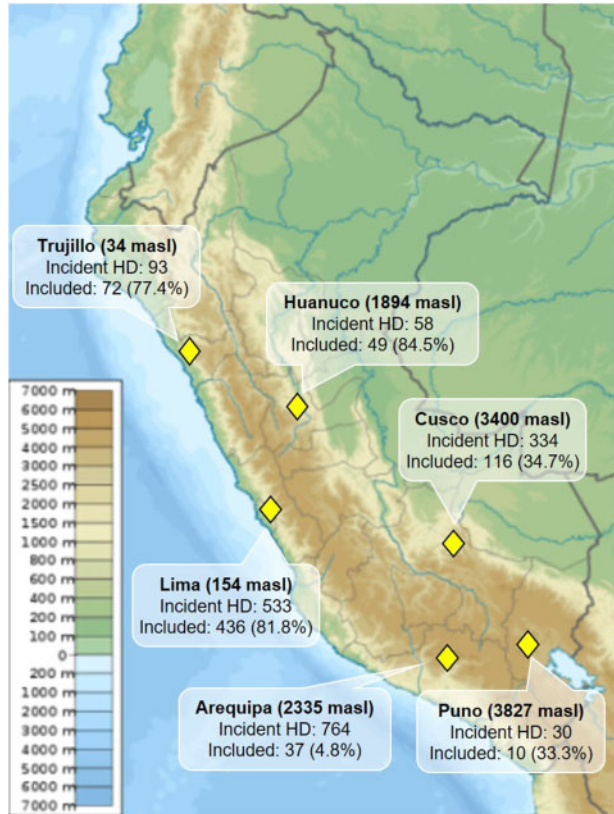 Trujillo (34 masl)
Incident HD: 93
Included: 72 (77.4%)
Huanuco (1894 masl)
Incident HD: 58
Included: 49 (84.5%)
Cusco (3400 masl)
Incident HD: 334
Included: 116 (34.7%)
Lima (154 masl)
Incident HD: 533
Included: 436 (81.8%)
Arequipa (2335 masl)
Incident HD: 764
Included: 37 (4.8%)
Puno (3827 masl)
Incident HD: 30
Included: 10 (33.3%)
7000 m
6000 m
5000 m
4000 m
3000 m
2000 m
1500 m
1000 m
800 m
600 m
400 m
200 m
100 m
0
200 m
1000 m
2000 m
3000 m
4000 m
5000 m
6000 m
7000 m